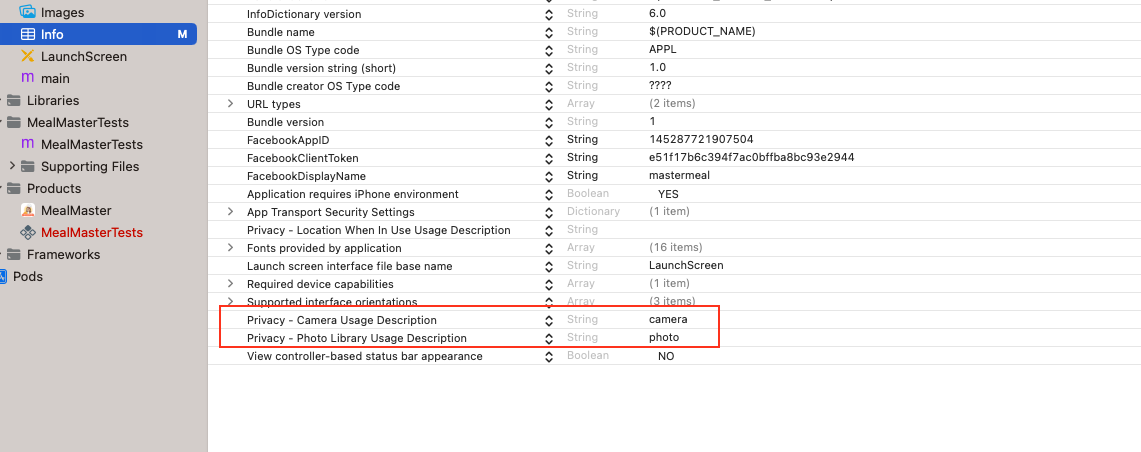 Images
Info M
LaunchScreen
main
Libraries
MealMasterTests
MealMasterTests
Supporting Files
Products
MealMaster
MealMasterTests
Frameworks
Pods
InfoDictionary version String 6.0
Bundle name String $(PRODUCT_NAME)
Bundle OS Type code String APPL
Bundle version string (short) String 1.0
Bundle creator OS Type code String ????
URL types Array (2 items)
Bundle version String 1
FacebookAppID String 145287721907504
FacebookClientToken String e51f17b6c394f7ac0bffba8bc93e2944
FacebookDisplayName String mastermeal
Application requires iPhone environment Boolean YES
App Transport Security Settings Dictionary (1 item)
Privacy - Location When In Use Usage Description String
Fonts provided by application Array (16 items)
Launch screen interface file base name String LaunchScreen
Required device capabilities Array (1 item)
Supported interface orientations Array (3 items)
Privacy - Camera Usage Description String camera
Privacy - Photo Library Usage Description String photo
View controller-based status bar appearance Boolean NO